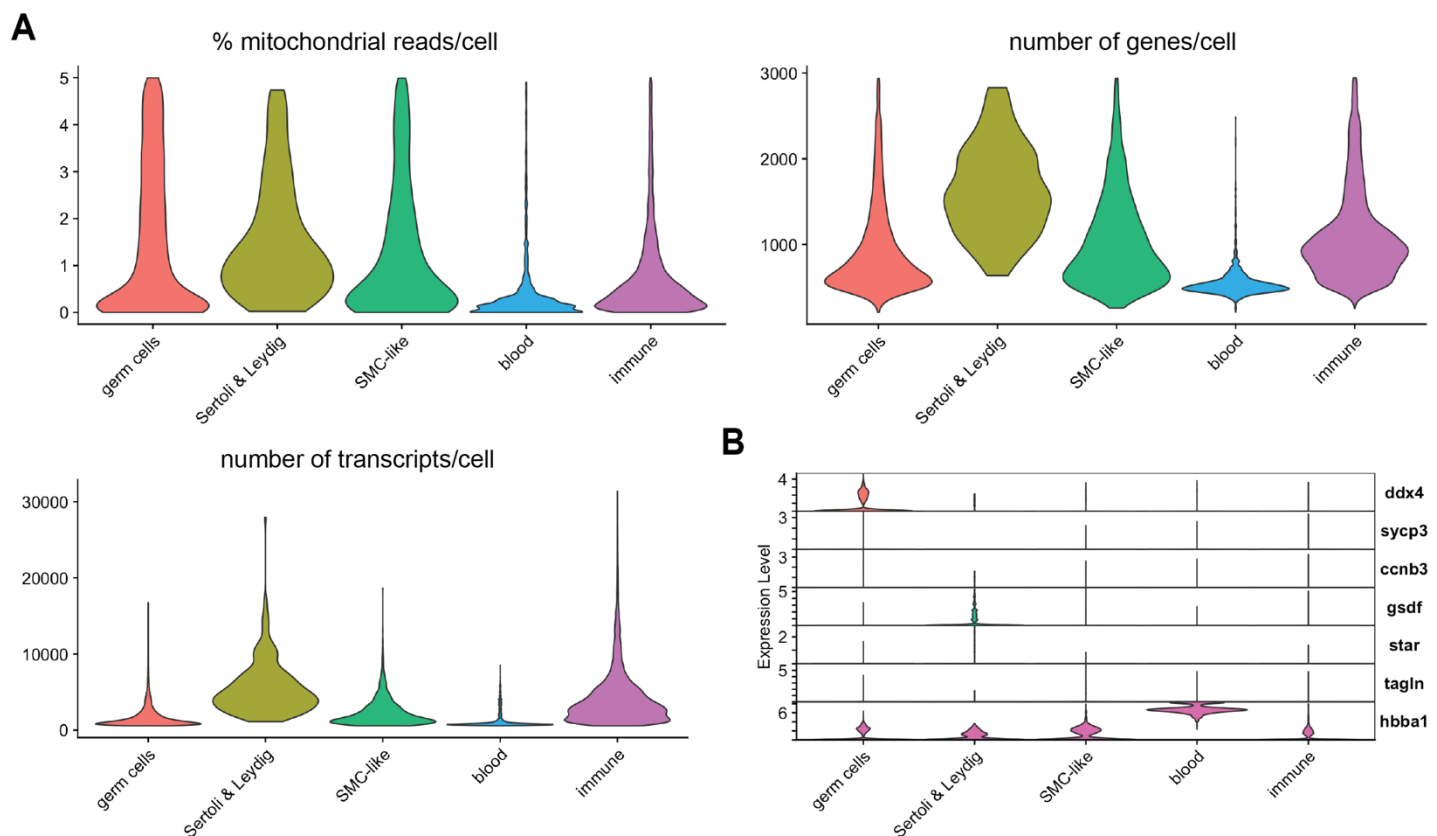 A
% mitochondrial reads/cell
5
4
3
2
1
0
germ cells
Sertoli & Leydig
SMC-like
blood
immune
number of genes/cell
3000
2000
1000
germ cells
Sertoli & Leydig
SMC-like
blood
immune
number of transcripts/cell
30000
20000
10000
0
germ cells
Sertoli & Leydig
SMC-like
blood
immune
B
Expression Level
4 ddx4
3 sycp3
3 ccnb3
5 gsdf
2 star
5 tagln
6 hbba1
germ cells
Sertoli & Leydig
SMC-like
blood
immune